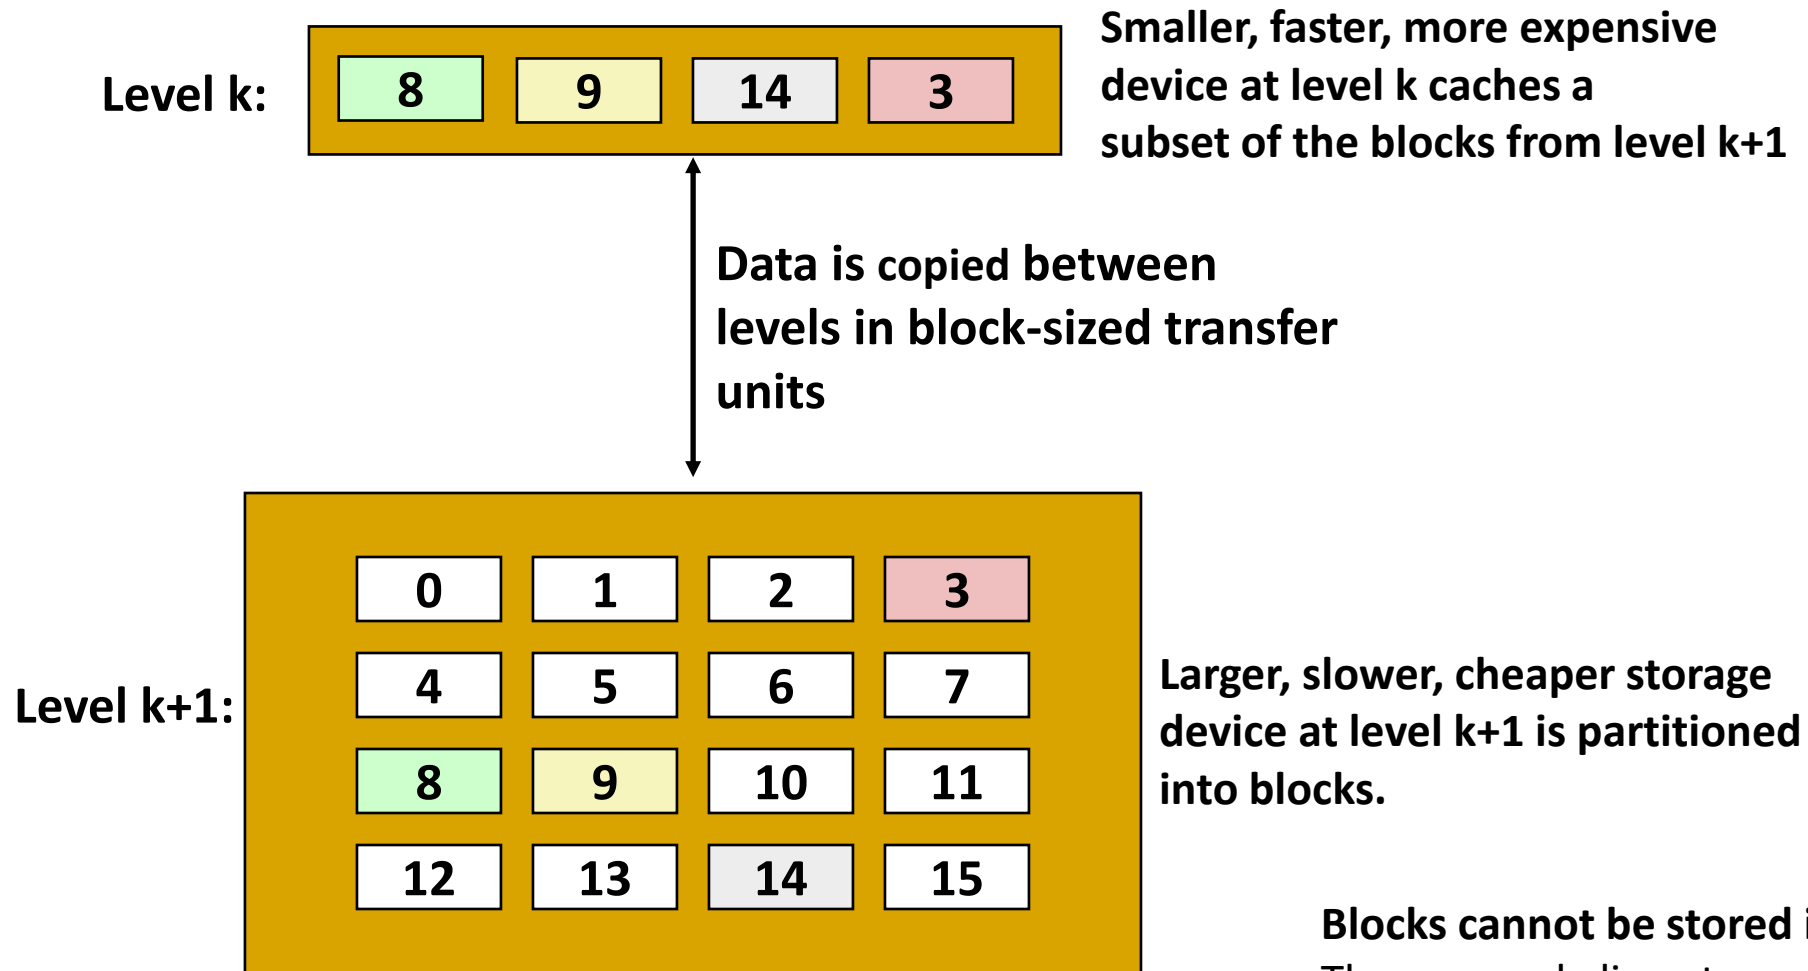 Smaller, faster, more expensive
device at level k caches a
subset of the blocks from level k+1
Level k:
8 9 14 3
Data is copied between
levels in block-sized transfer
units
Level k+1:
0 1 2 3
4 5 6 7
8 9 10 11
12 13 14 15
Larger, slower, cheaper storage
device at level k+1 is partitioned
into blocks.
Blocks cannot be stored